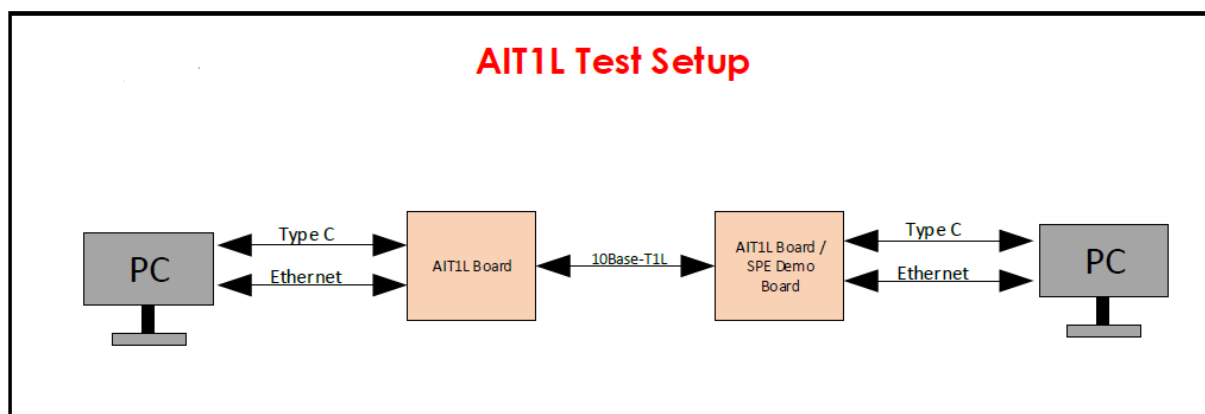 AIT1L Test Setup
PC
Type C
Ethernet
AIT1L Board
10Base-T1L
AIT1L Board /
SPE Demo
Board
Type C
Ethernet
PC